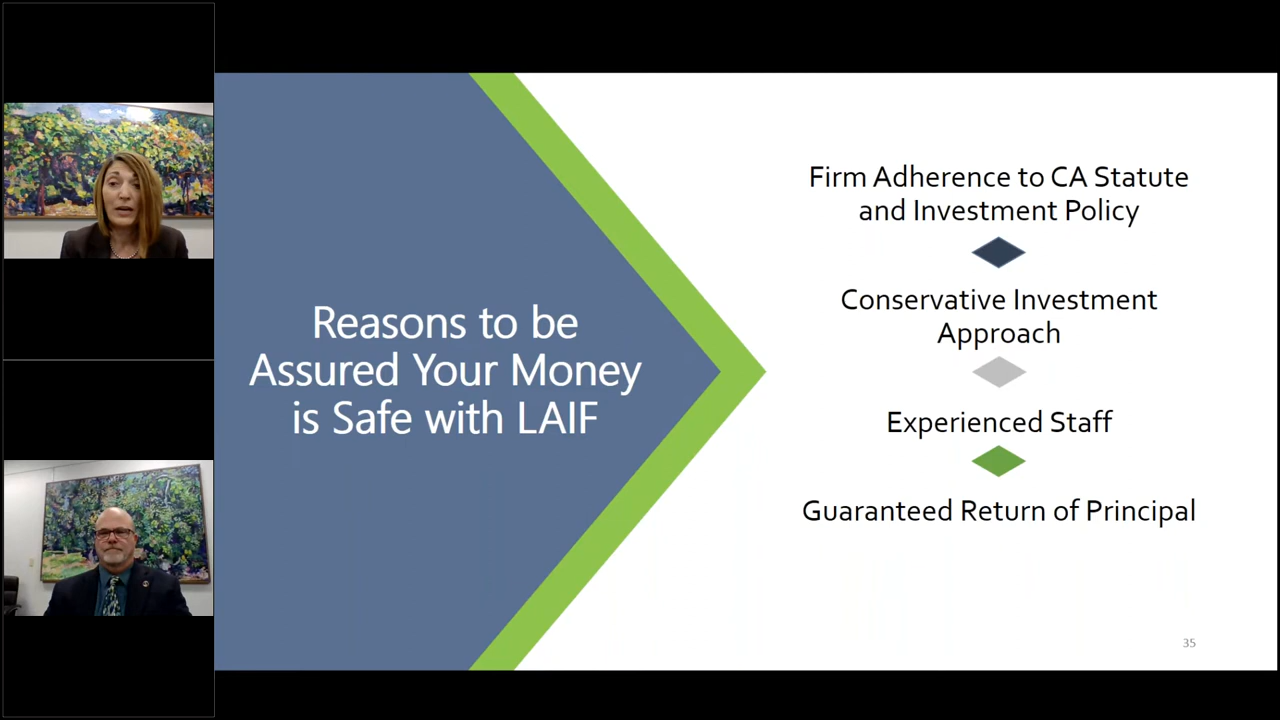 Reasons to be
Assured Your Money
is Safe with LAIF
Firm Adherence to CA Statute
and Investment Policy
Conservative Investment
Approach
Experienced Staff
Guaranteed Return of Principal
35